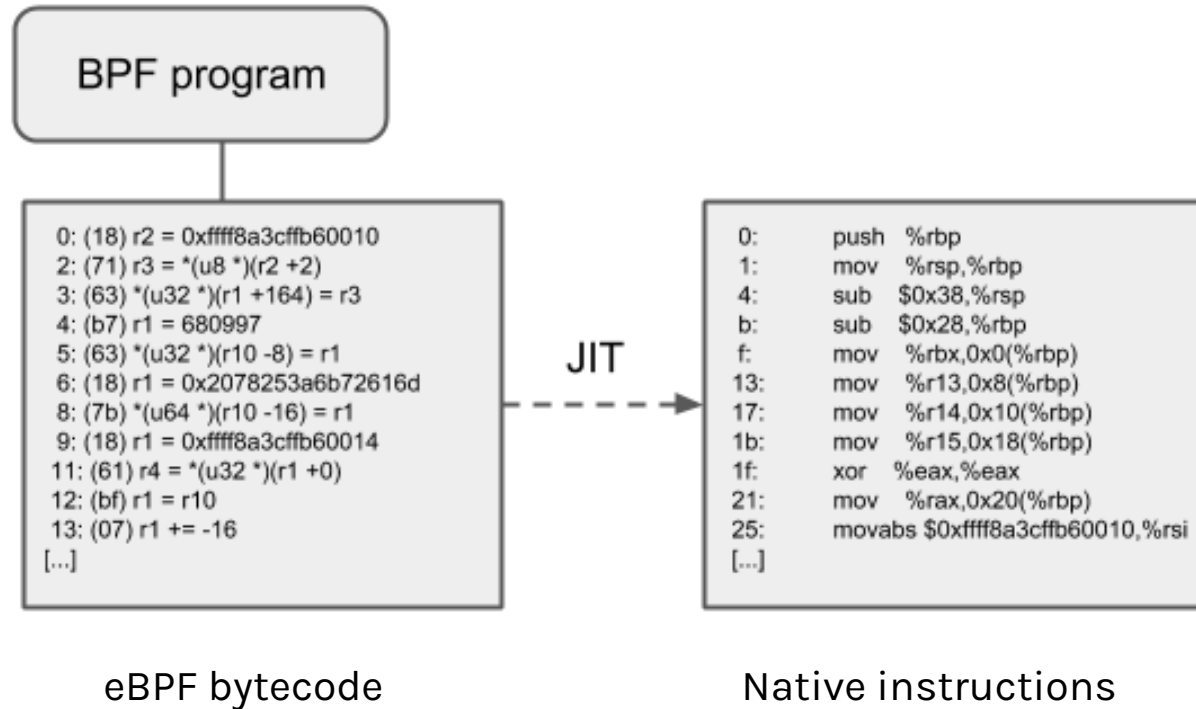 BPF program
0: (18) r2 = 0xffff8a3cffb60010
2: (71) r3 = *(u8 *)(r2 +2)
3: (63) *(u32 *)(r1 +164) = r3
4: (b7) r1 = 680997
5: (63) *(u32 *)(r10 -8) = r1
6: (18) r1 = 0x2078253a6b72616d
8: (7b) *(u64 *)(r10 -16) = r1
9: (18) r1 = 0xffff8a3cffb60014
11: (61) r4 = *(u32 *)(r1 +0)
12: (bf) r1 = r10
13: (07) r1 += -16
[...]
JIT
0: push %rbp
1: mov %rsp,%rbp
4: sub $0x38,%rsp
b: sub $0x28,%rbp
f: mov %rbx,0x0(%rbp)
13: mov %r13,0x8(%rbp)
17: mov %r14,0x10(%rbp)
1b: mov %r15,0x18(%rbp)
1f: xor %eax,%eax
21: mov %rax,0x20(%rbp)
25: movabs $0xffff8a3cffb60010,%rsi
[...]
eBPF bytecode
Native instructions